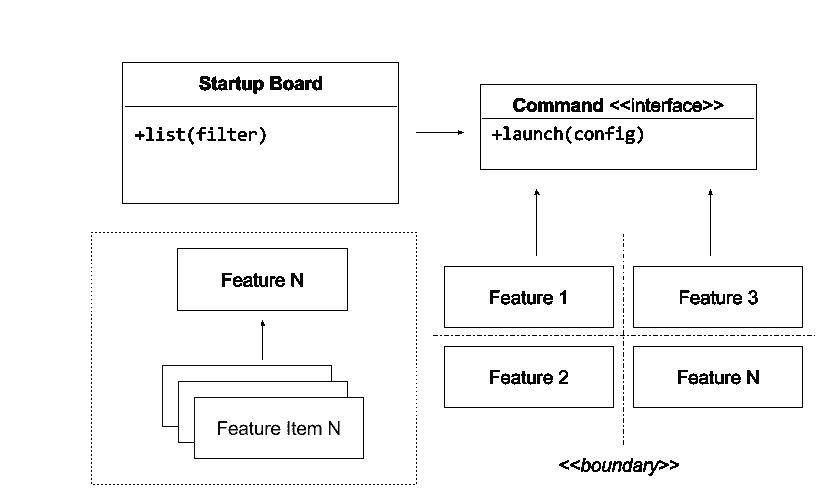 Startup Board
+list(filter)
Command <<interface>>
+launch(config)
Feature N
Feature Item N
Feature 1
Feature 3
Feature 2
Feature N
<<boundary>>